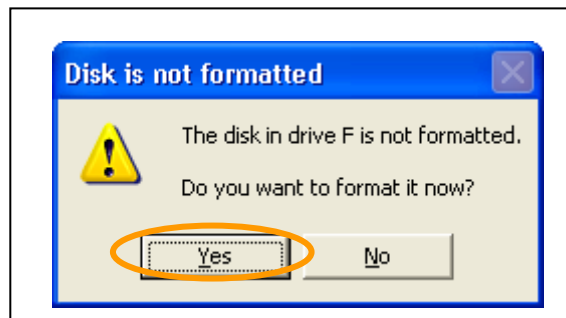 Disk is not formatted
The disk in drive F is not formatted.
Do you want to format it now?
Yes No